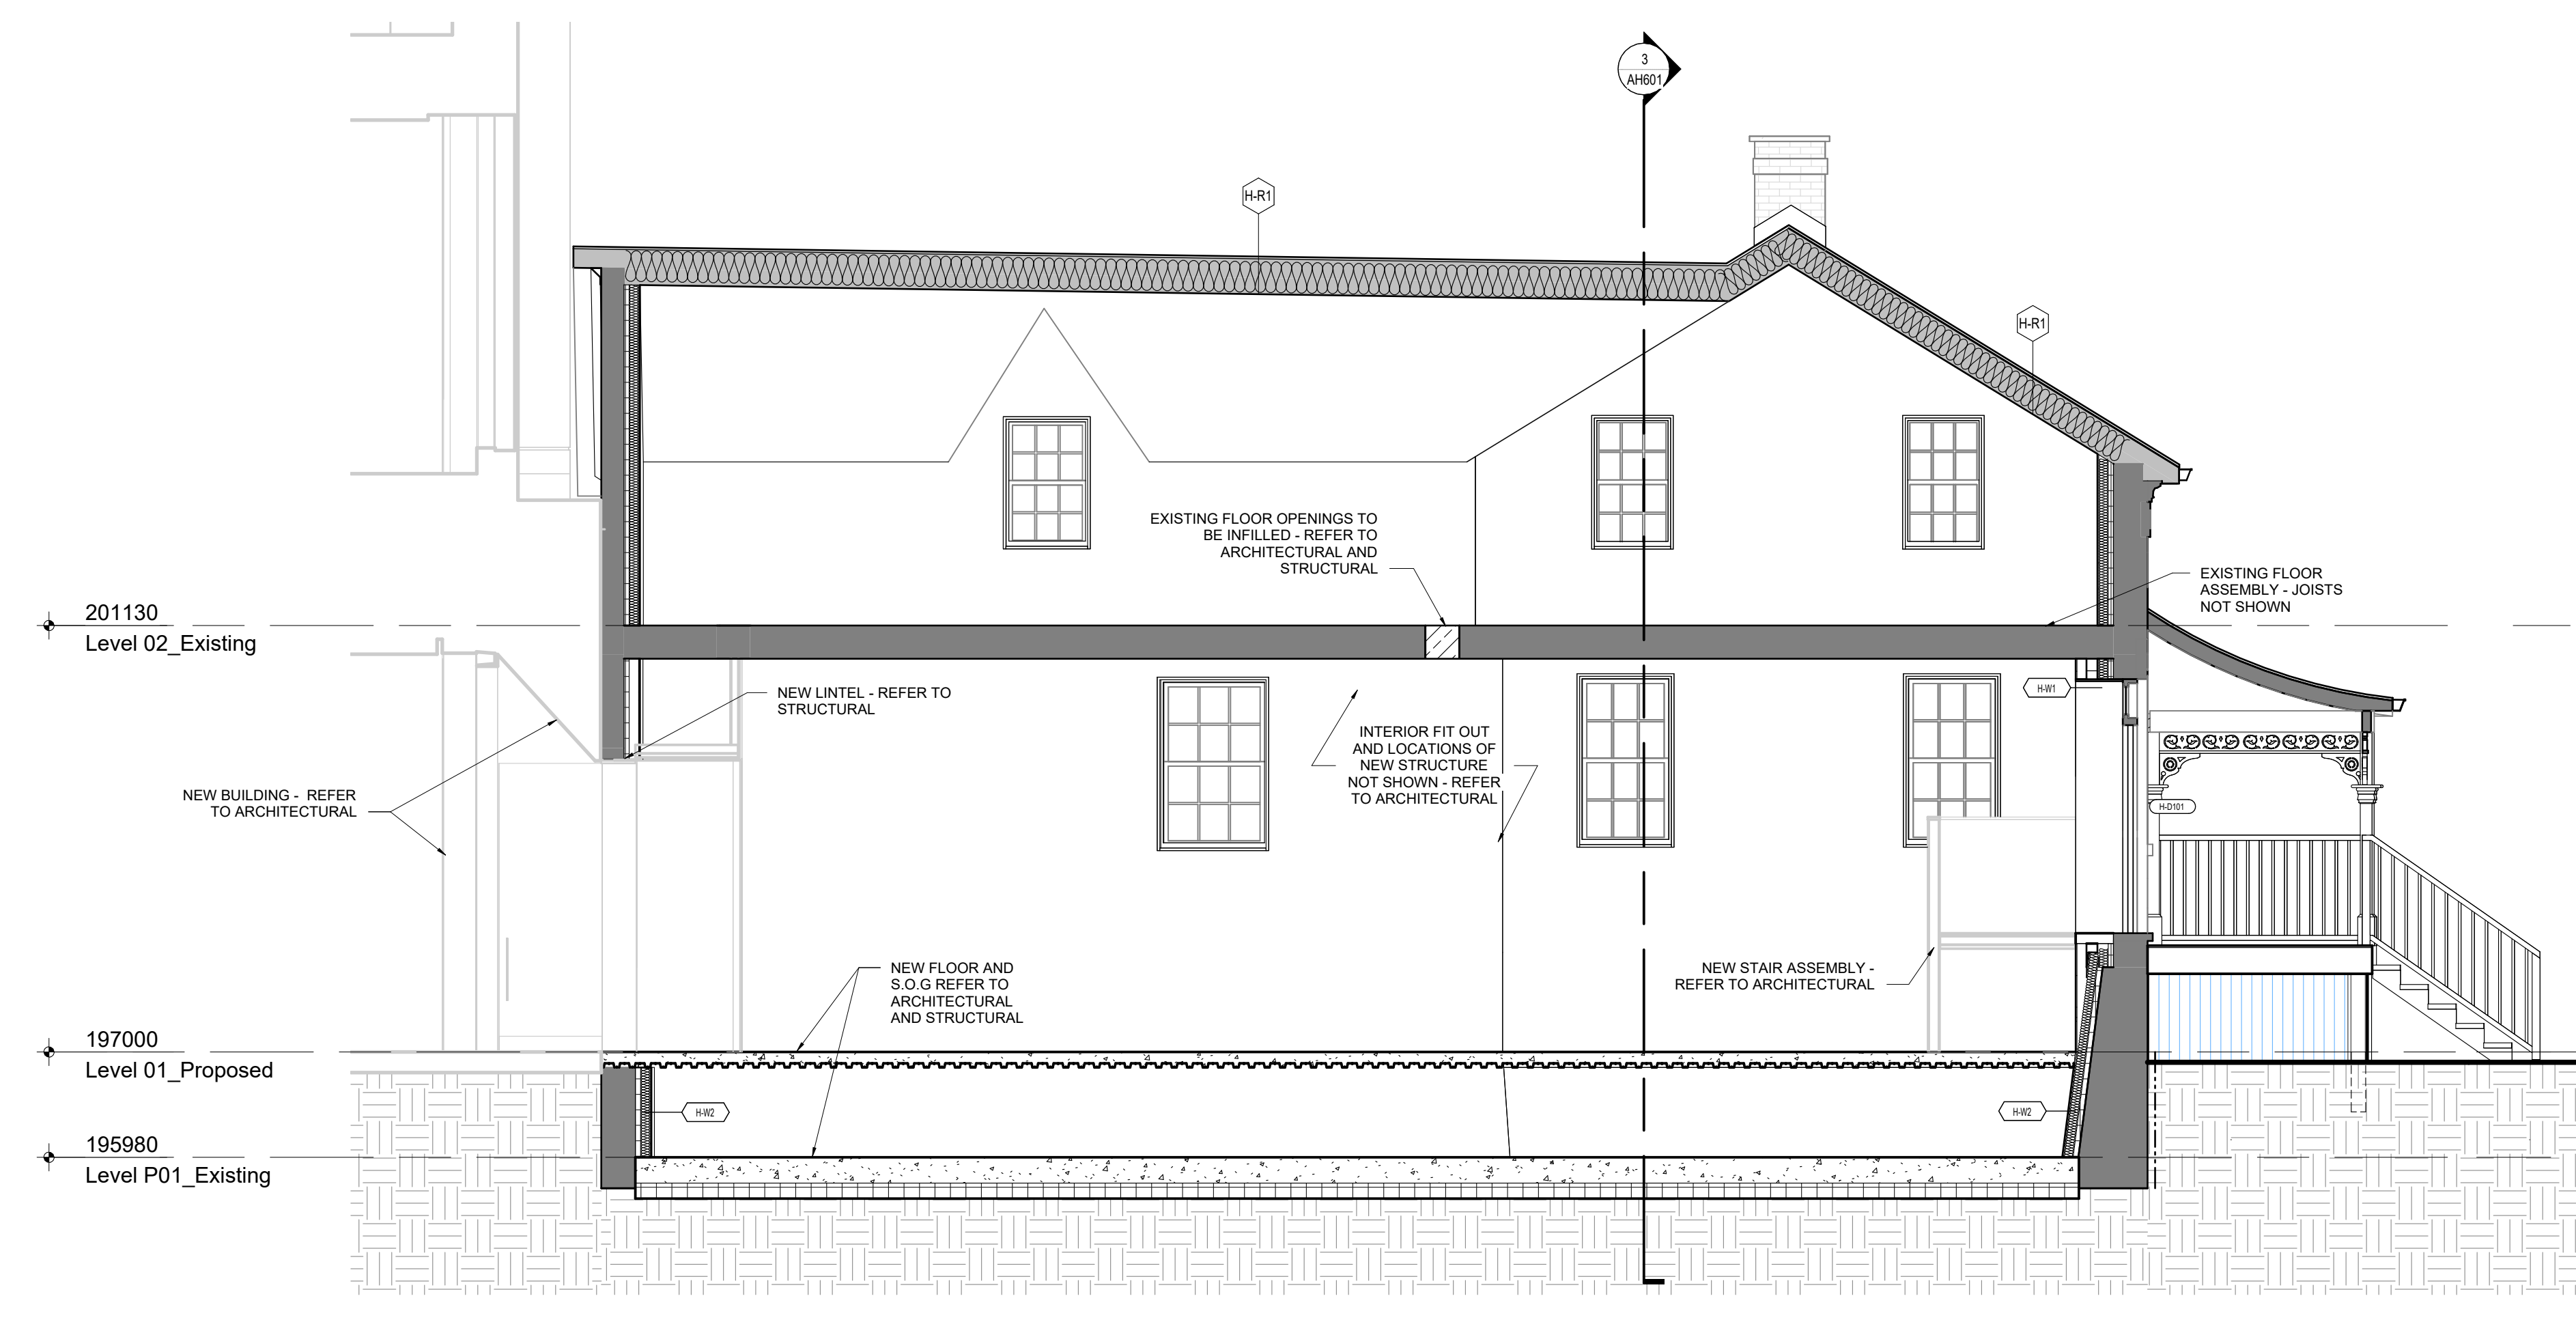 3
AH601
H-R1
H-R1
EXISTING FLOOR OPENINGS TO
BE INFILLED - REFER TO
ARCHITECTURAL AND
STRUCTURAL
EXISTING FLOOR
ASSEMBLY - JOISTS
NOT SHOWN
201130
Level 02_Existing
NEW LINTEL - REFER TO
STRUCTURAL
H-W1
INTERIOR FIT OUT
AND LOCATIONS OF
NEW STRUCTURE
NOT SHOWN - REFER
TO ARCHITECTURAL
NEW BUILDING - REFER
TO ARCHITECTURAL
H-D101
NEW FLOOR AND
S.O.G REFER TO
ARCHITECTURAL
AND STRUCTURAL
NEW STAIR ASSEMBLY -
REFER TO ARCHITECTURAL
197000
Level 01_Proposed
H-W2
H-W2
195980
Level P01_Existing